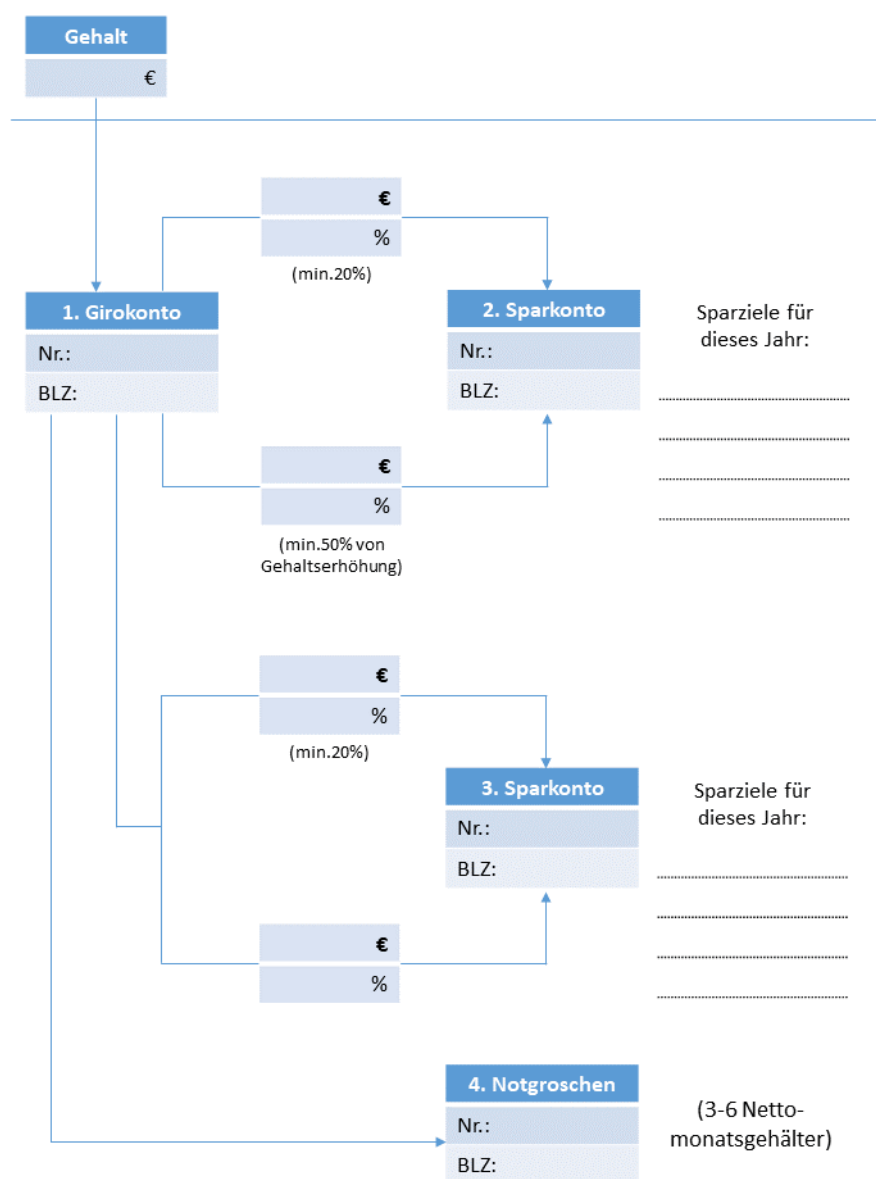 Gehalt
€
€
%
(min.20%)
1. Girokonto
Nr.:
BLZ:
2. Sparkonto
Nr.:
BLZ:
Sparziele für
dieses Jahr:
€
%
(min.50% von
Gehaltserhöhung)
€
%
(min.20%)
3. Sparkonto
Nr.:
BLZ:
Sparziele für
dieses Jahr:
€
%
4. Notgroschen
Nr.:
BLZ:
(3-6 Netto-
monatsgehälter)